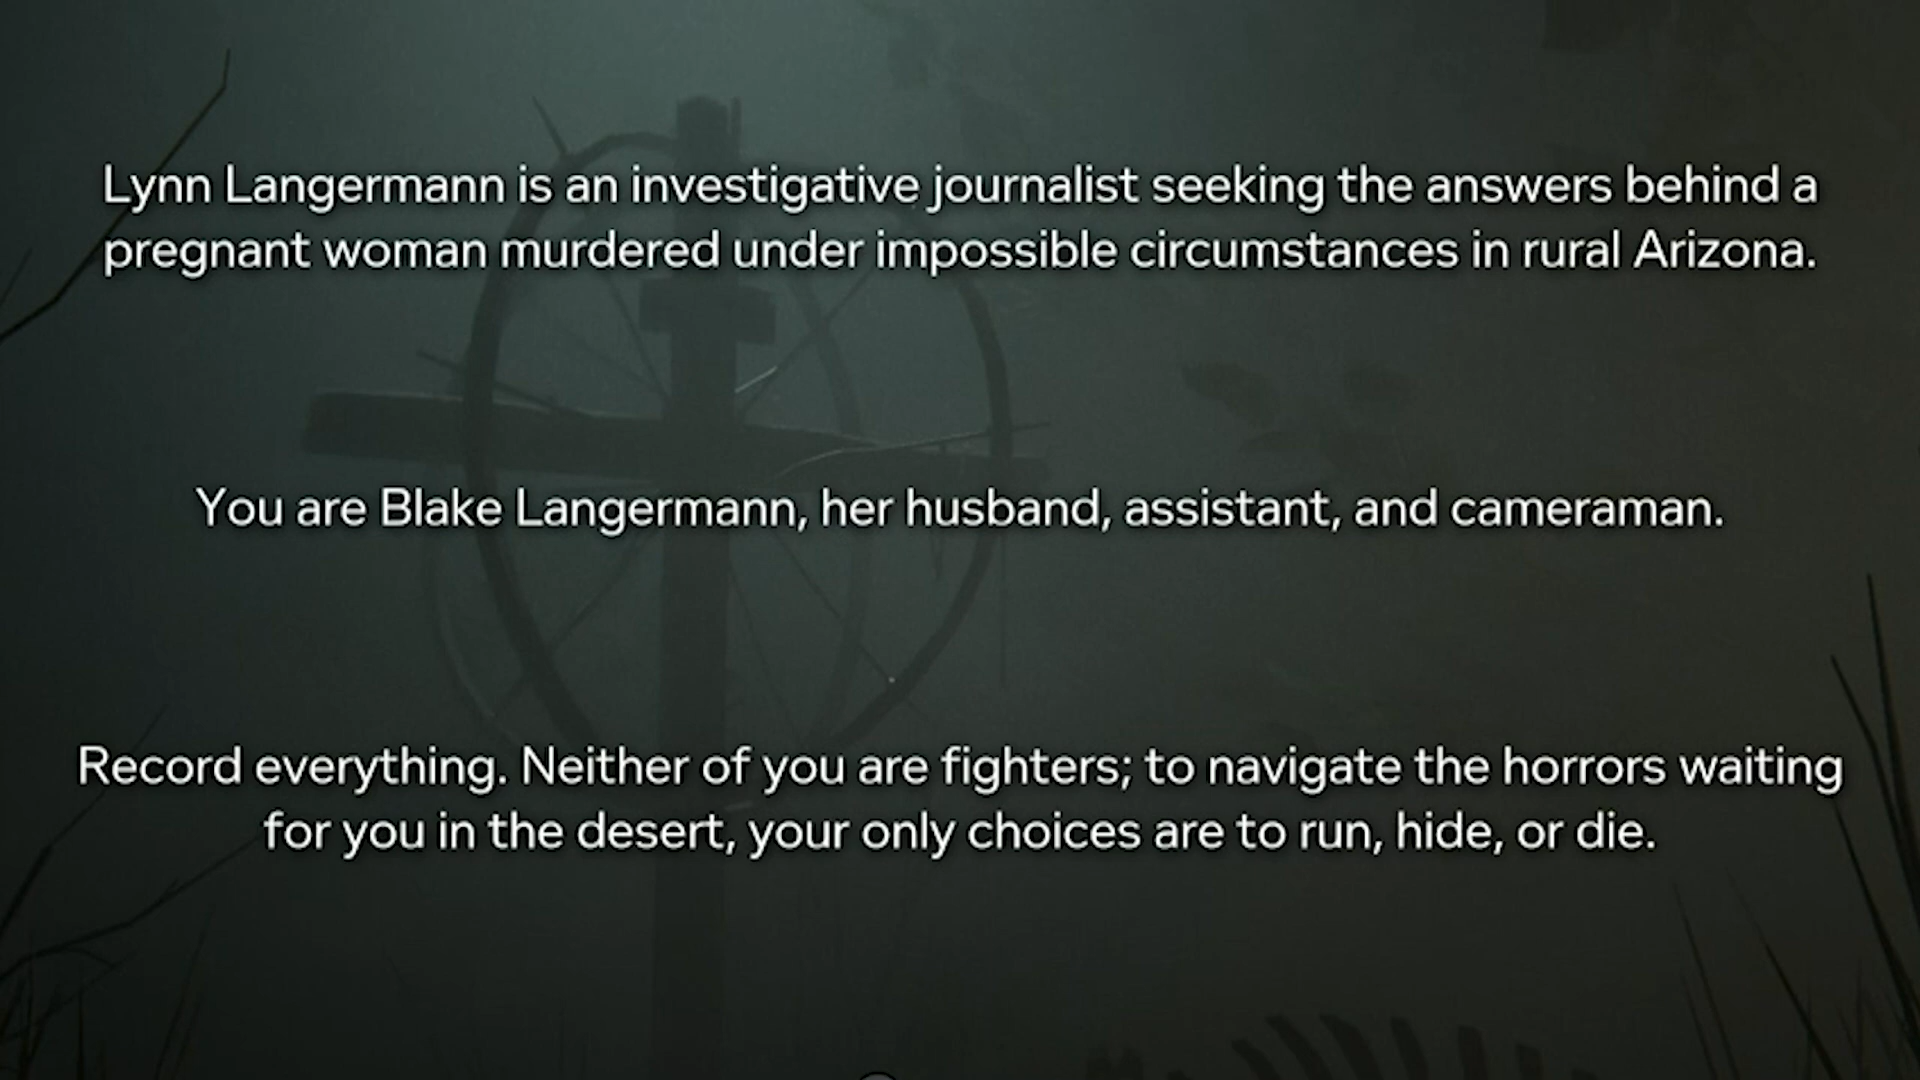 Lynn Langermann is an investigative journalist seeking the answers behind a
pregnant woman murdered under impossible circumstances in rural Arizona.
You are Blake Langermann, her husband, assistant, and cameraman.
Record everything. Neither of you are fighters; to navigate the horrors waiting
for you in the desert, your only choices are to run, hide, or die.